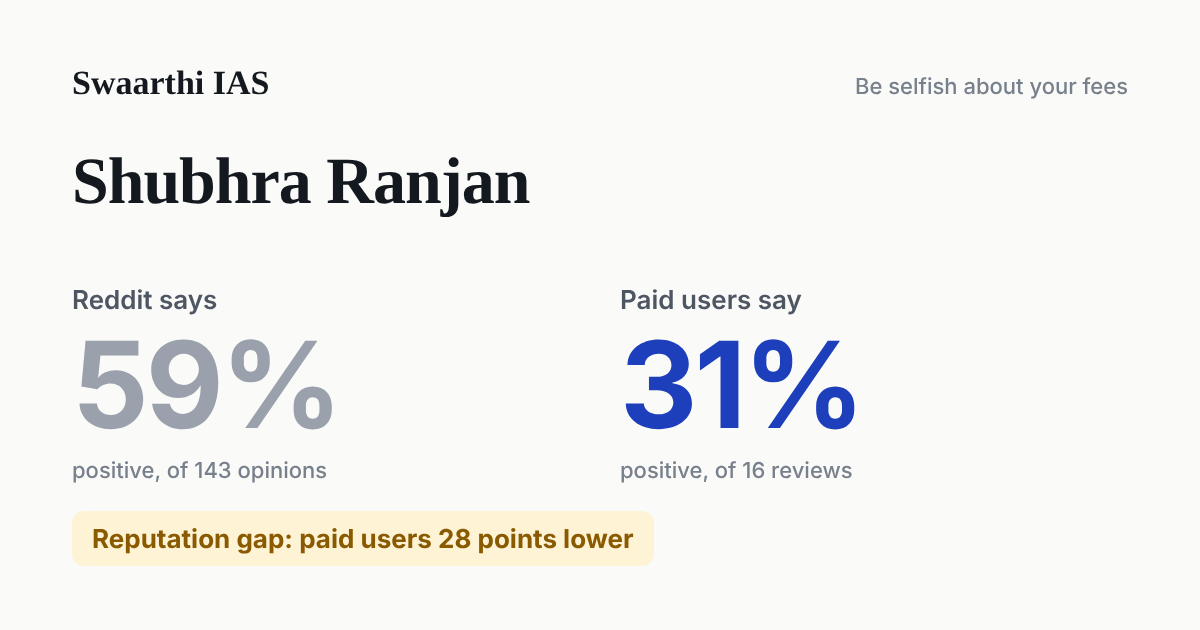 Swaarthi IAS
Be selfish about your fees
Shubhra Ranjan
Reddit says
59%
positive, of 143 opinions
Paid users say
31%
positive, of 16 reviews
Reputation gap: paid users 28 points lower